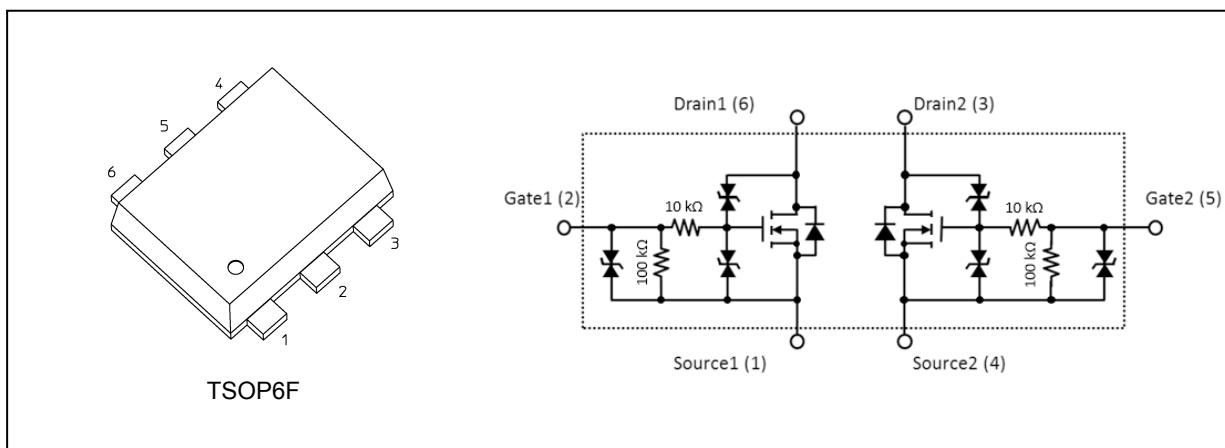 4
5
6
3
2
1
TSOP6F
Drain1 (6)
Drain2 (3)
Gate1 (2)
10 kΩ
100 kΩ
10 kΩ
100 kΩ
Gate2 (5)
Source1 (1)
Source2 (4)